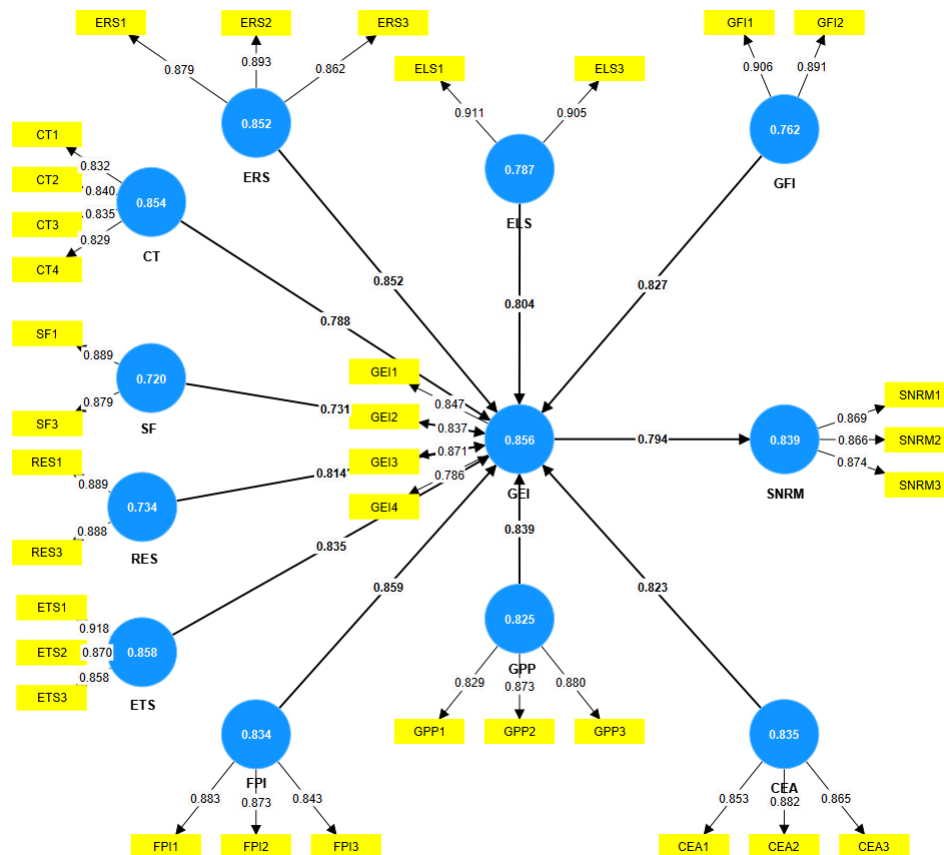 ERS1
ERS2
ERS3
0.879
0.893
0.862
0.852
ERS
ELS1
ELS3
0.911
0.905
0.787
ELS
GFI1
GFI2
0.906
0.891
0.762
GFI
CT1
CT2
CT3
CT4
0.832
0.840
0.835
0.829
0.854
CT
0.852
0.804
0.827
0.788
SF1
SF3
0.889
0.879
0.720
SF
0.731
GEI1
GEI2
GEI3
GEI4
0.847
0.837
0.871
0.786
0.856
GEI
0.794
0.839
SNRM
0.869
0.866
0.874
SNRM1
SNRM2
SNRM3
RES1
RES3
0.889
0.888
0.734
RES
0.814
ETS1
ETS2
ETS3
0.918
0.870
0.858
0.858
ETS
0.835
0.859
0.839
0.823
0.834
FPI
0.883
0.873
0.843
FPI1
FPI2
FPI3
0.825
GPP
0.829
0.873
0.880
GPP1
GPP2
GPP3
0.835
CEA
0.853
0.882
0.865
CEA1
CEA2
CEA3